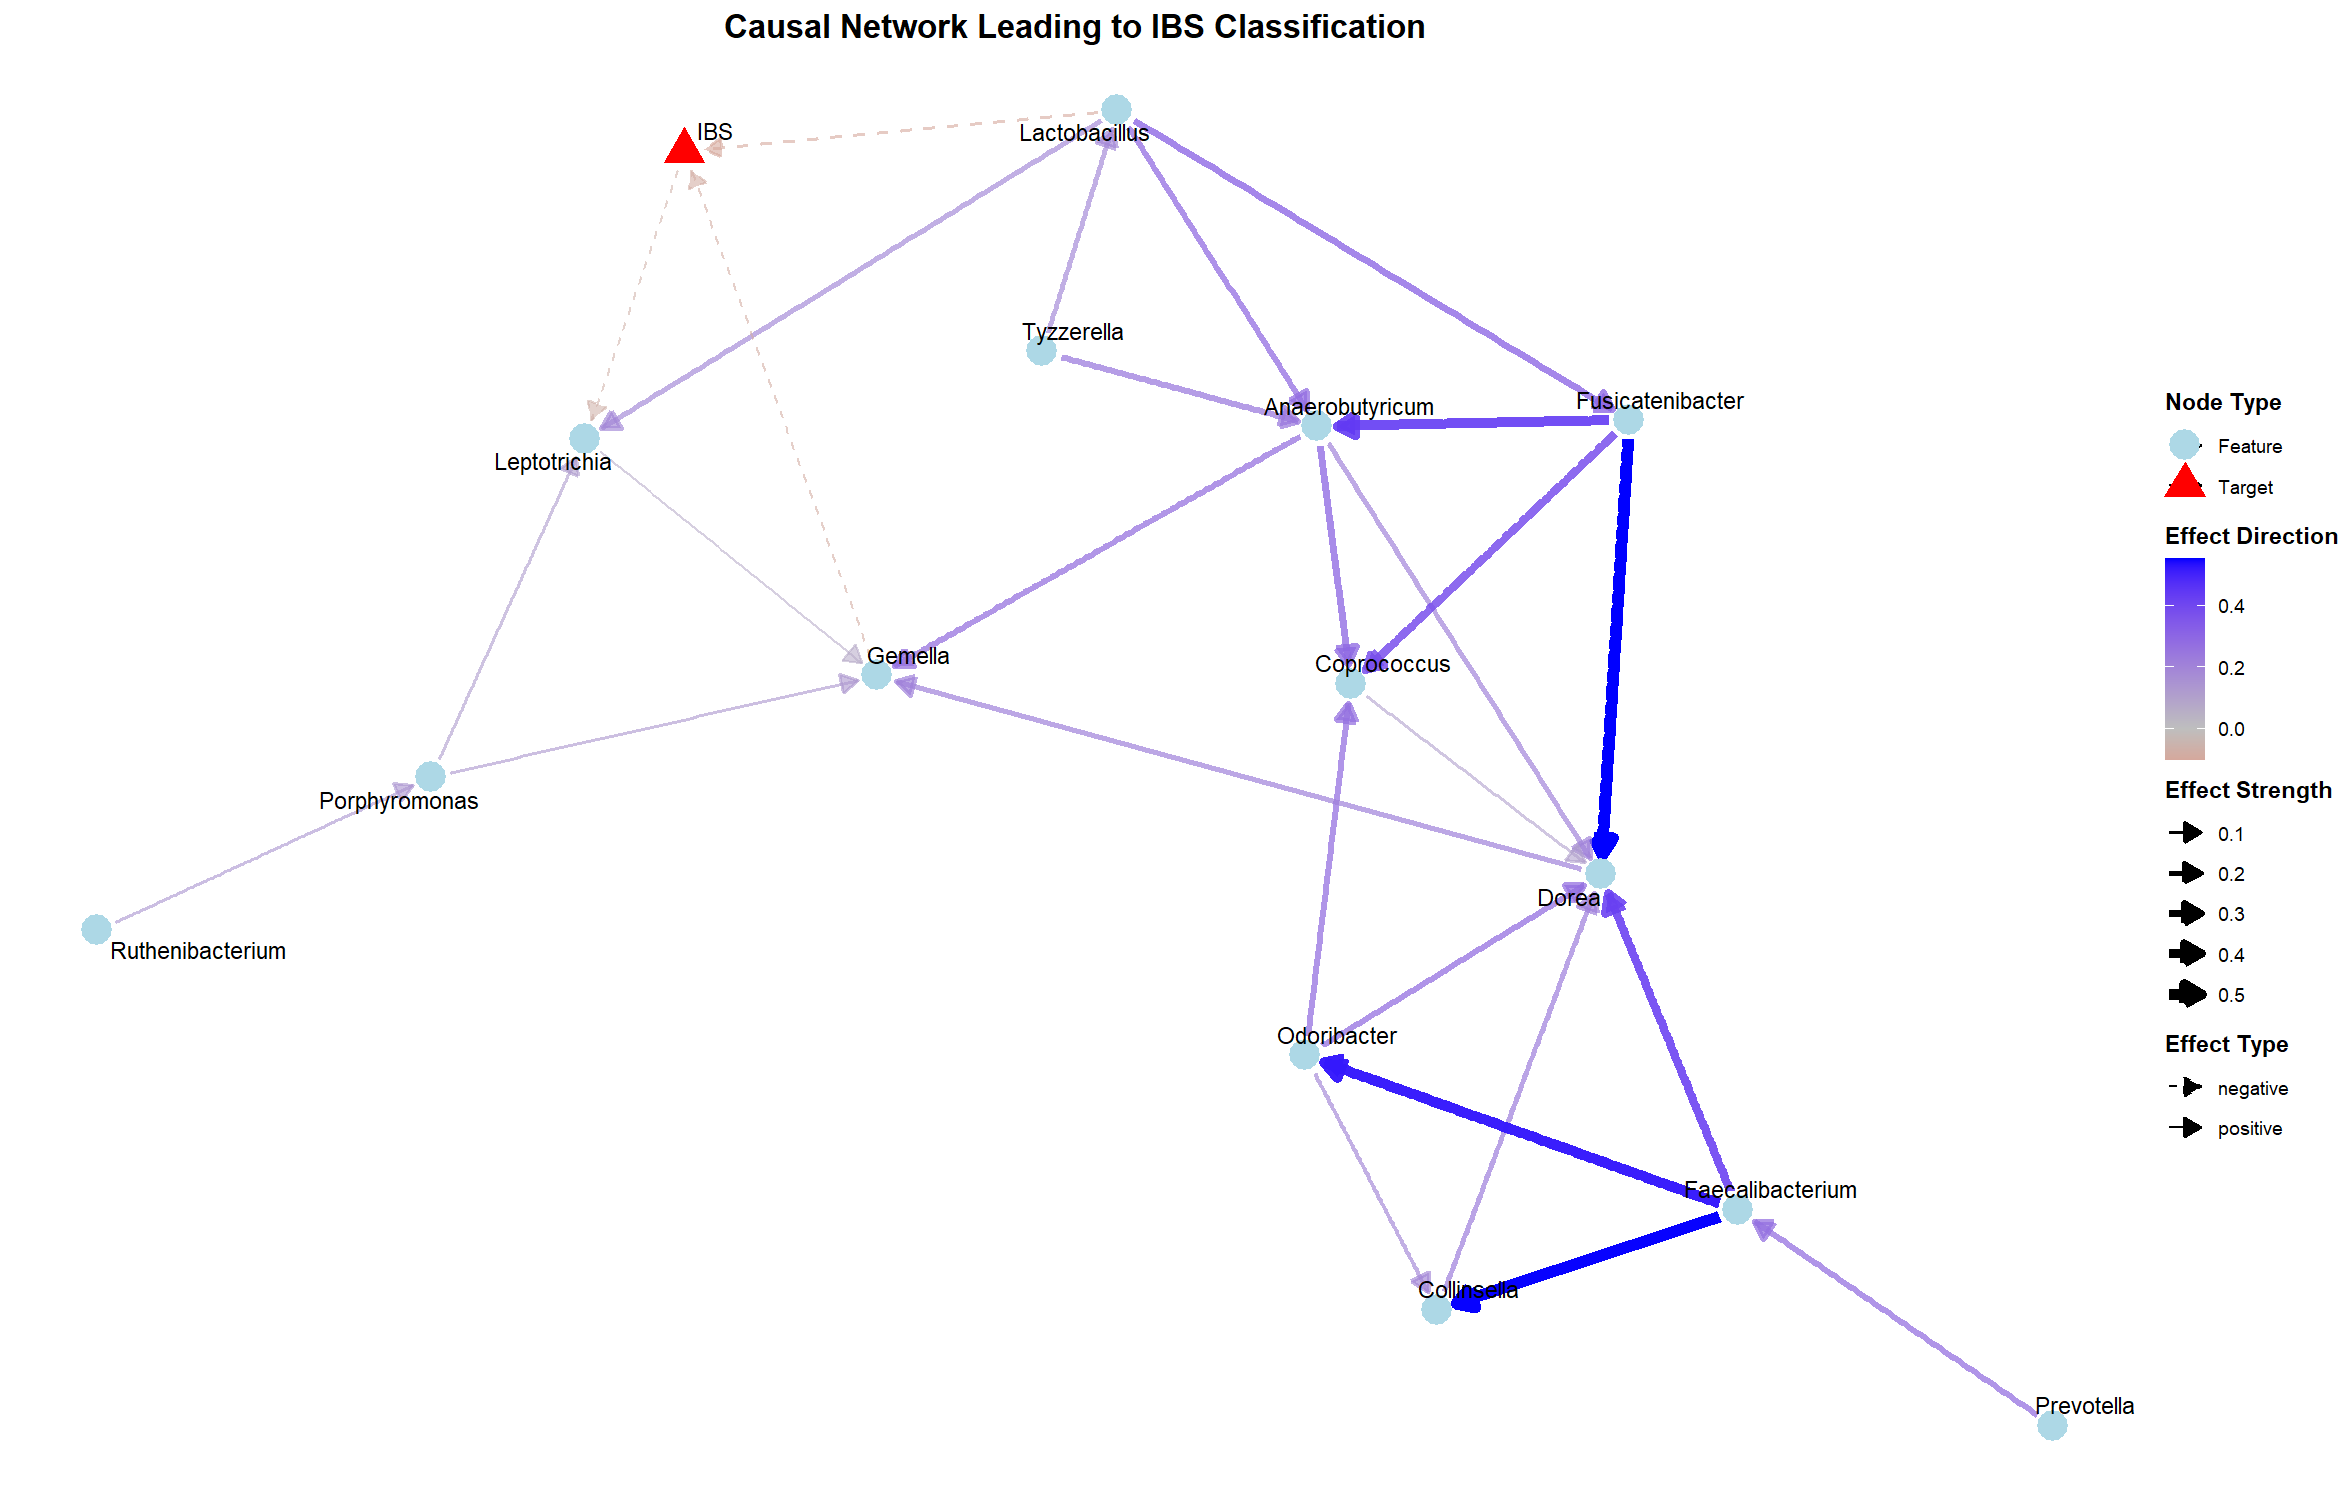 Causal Network Leading to IBS Classification
IBS
Lactobacillus
Tyzzerella
Anaerobutyricum
Fusicatenibacter
Leptotrichia
Gemella
Coprococcus
Porphyromonas
Dorea
Ruthenibacterium
Odoribacter
Faecalibacterium
Collinsella
Prevotella
Node Type
Feature
Target
Effect Direction
0.4
0.2
0.0
Effect Strength
0.1
0.2
0.3
0.4
0.5
Effect Type
negative
positive